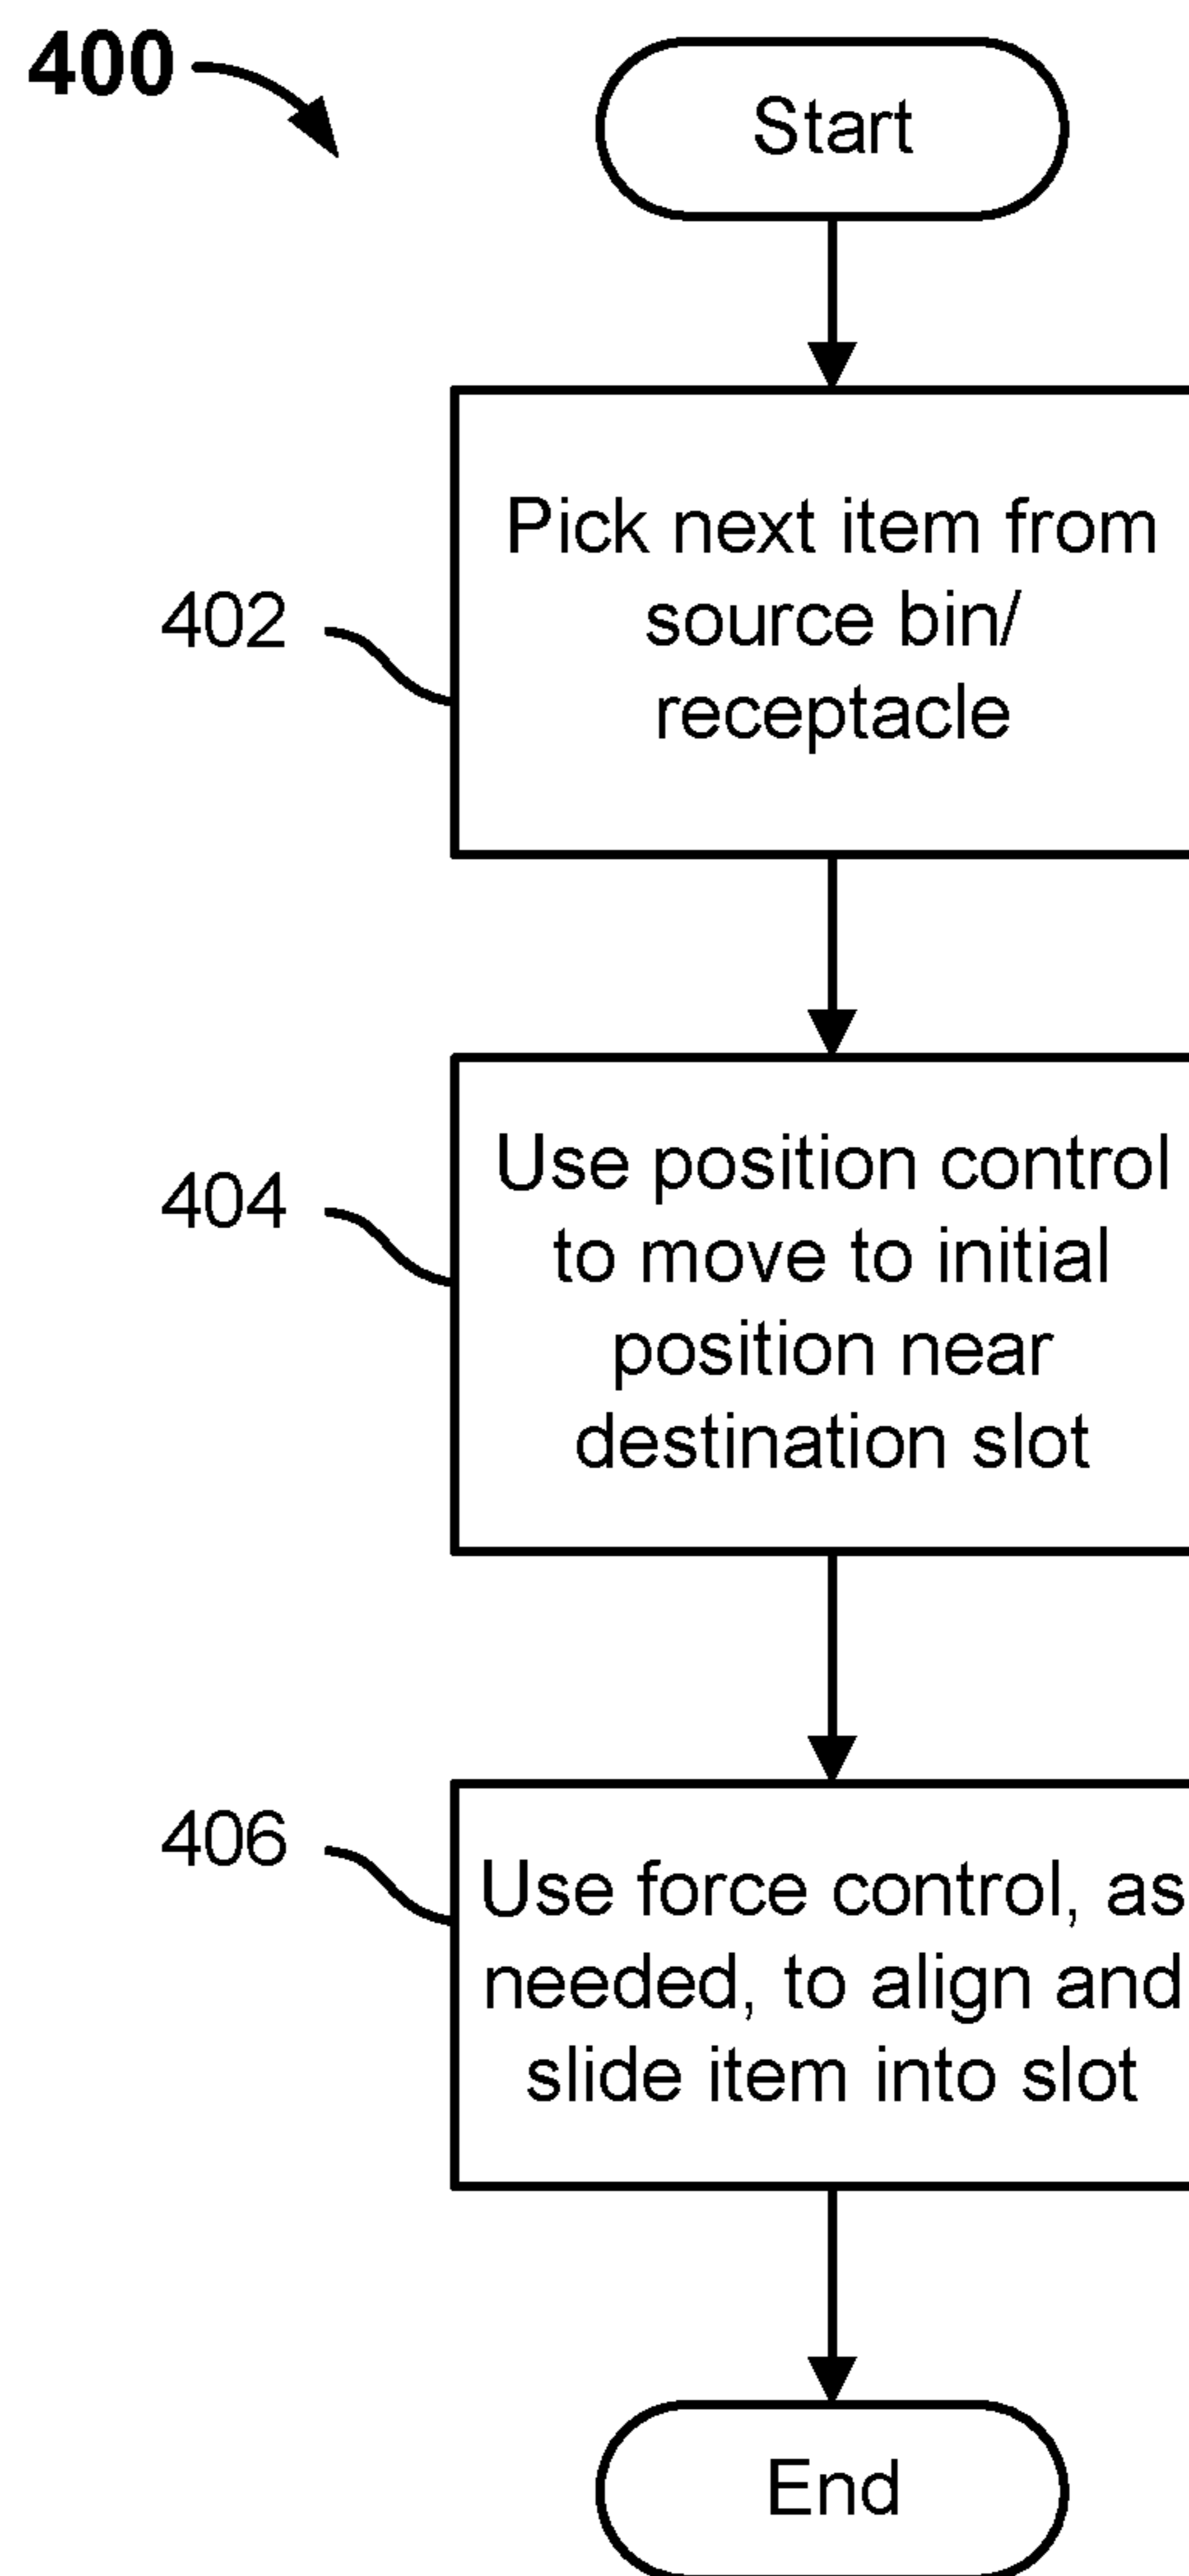 400
Start
402
Pick next item from
source bin/
receptacle
404
Use position control
to move to initial
position near
destination slot
406
Use force control, as
needed, to align and
slide item into slot
End